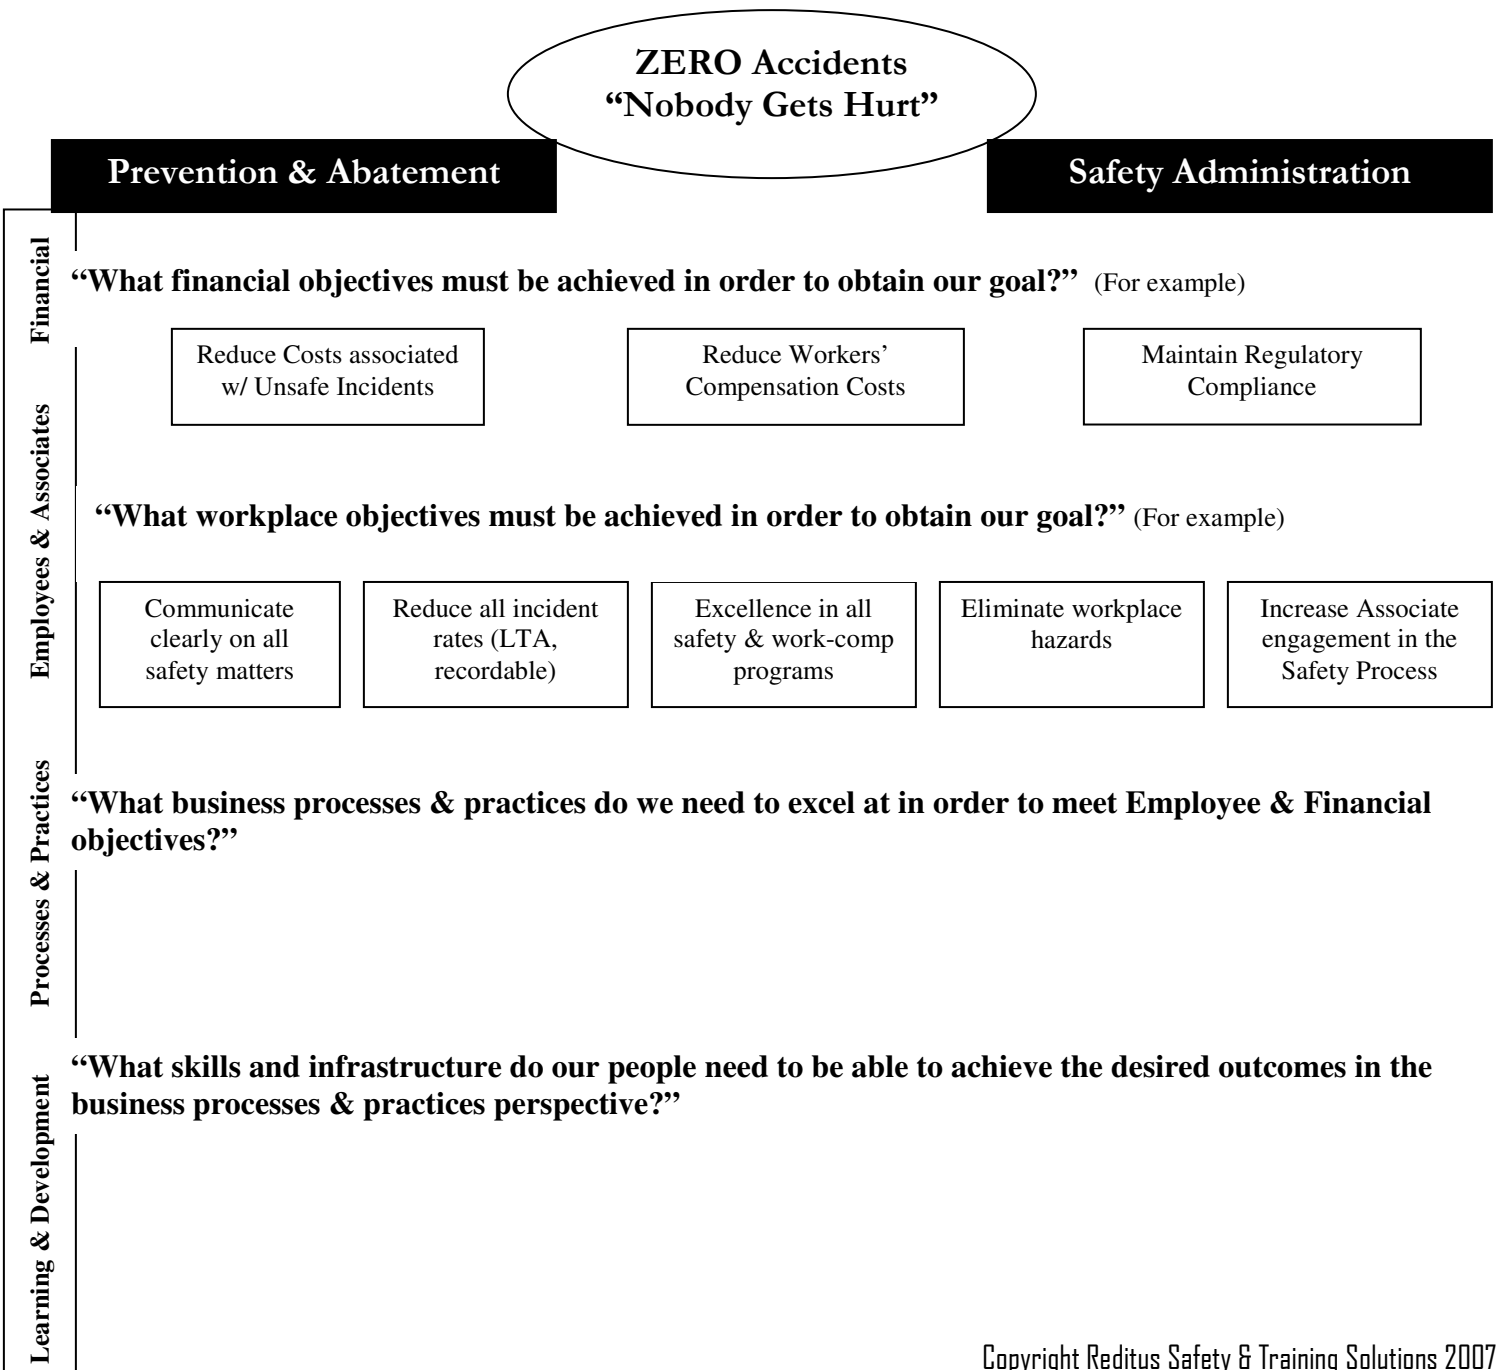 ZERO Accidents
“Nobody Gets Hurt”
Prevention & Abatement
Safety Administration
Financial
“What financial objectives must be achieved in order to obtain our goal?” (For example)
Reduce Costs associated
w/ Unsafe Incidents
Reduce Workers’
Compensation Costs
Maintain Regulatory
Compliance
Employees & Associates
“What workplace objectives must be achieved in order to obtain our goal?” (For example)
Communicate
clearly on all
safety matters
Reduce all incident
rates (LTA,
recordable)
Excellence in all
safety & work-comp
programs
Eliminate workplace
hazards
Increase Associate
engagement in the
Safety Process
Processes & Practices
“What business processes & practices do we need to excel at in order to meet Employee & Financial
objectives?”
Learning & Development
“What skills and infrastructure do our people need to be able to achieve the desired outcomes in the
business processes & practices perspective?”
Copyright Reditus Safety & Training Solutions 2007